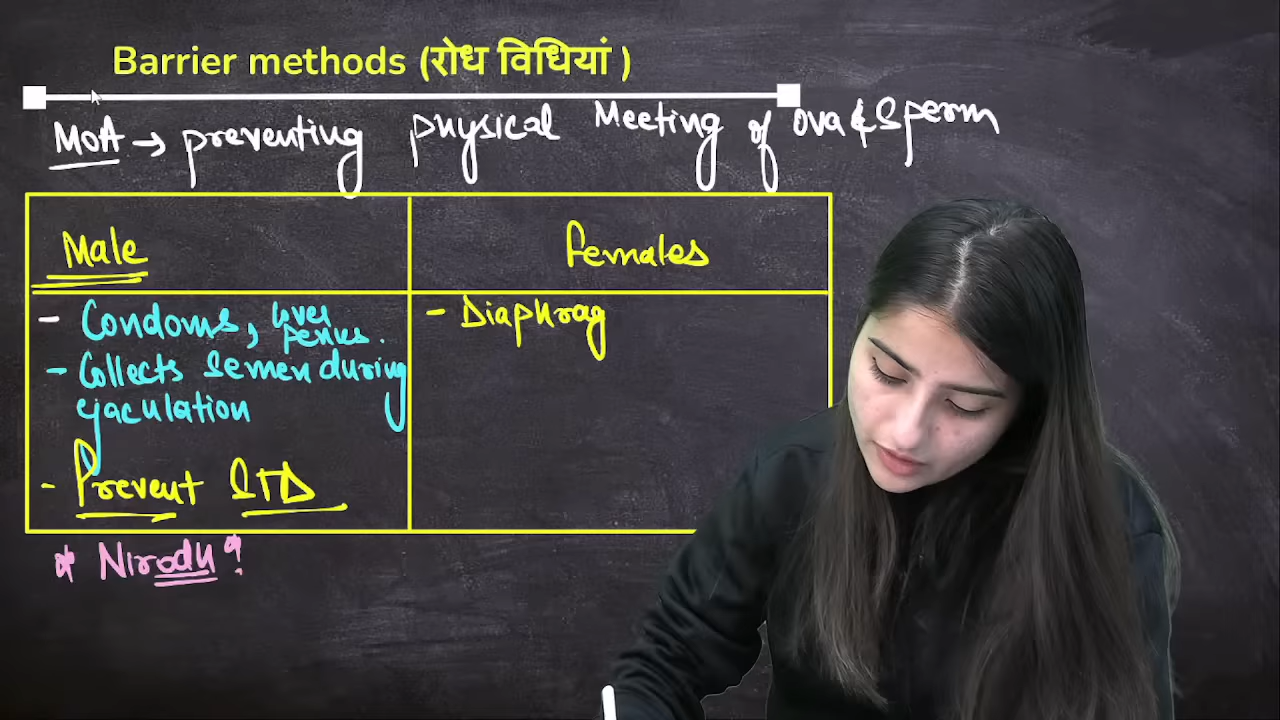 Barrier methods (रोध विधियां )
MOA → preventing physical Meeting of ova & Sperm
Male
Females
- Condoms, over penis.
- Collects Semen during ejaculation
- Prevent STD
- Diaphrag
* Nirodh